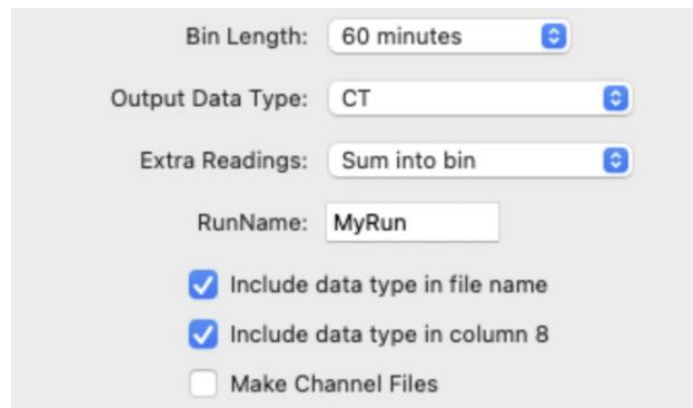 Bin Length: 60 minutes
Output Data Type: CT
Extra Readings: Sum into bin
RunName: MyRun
Include data type in file name
Include data type in column 8
Make Channel Files